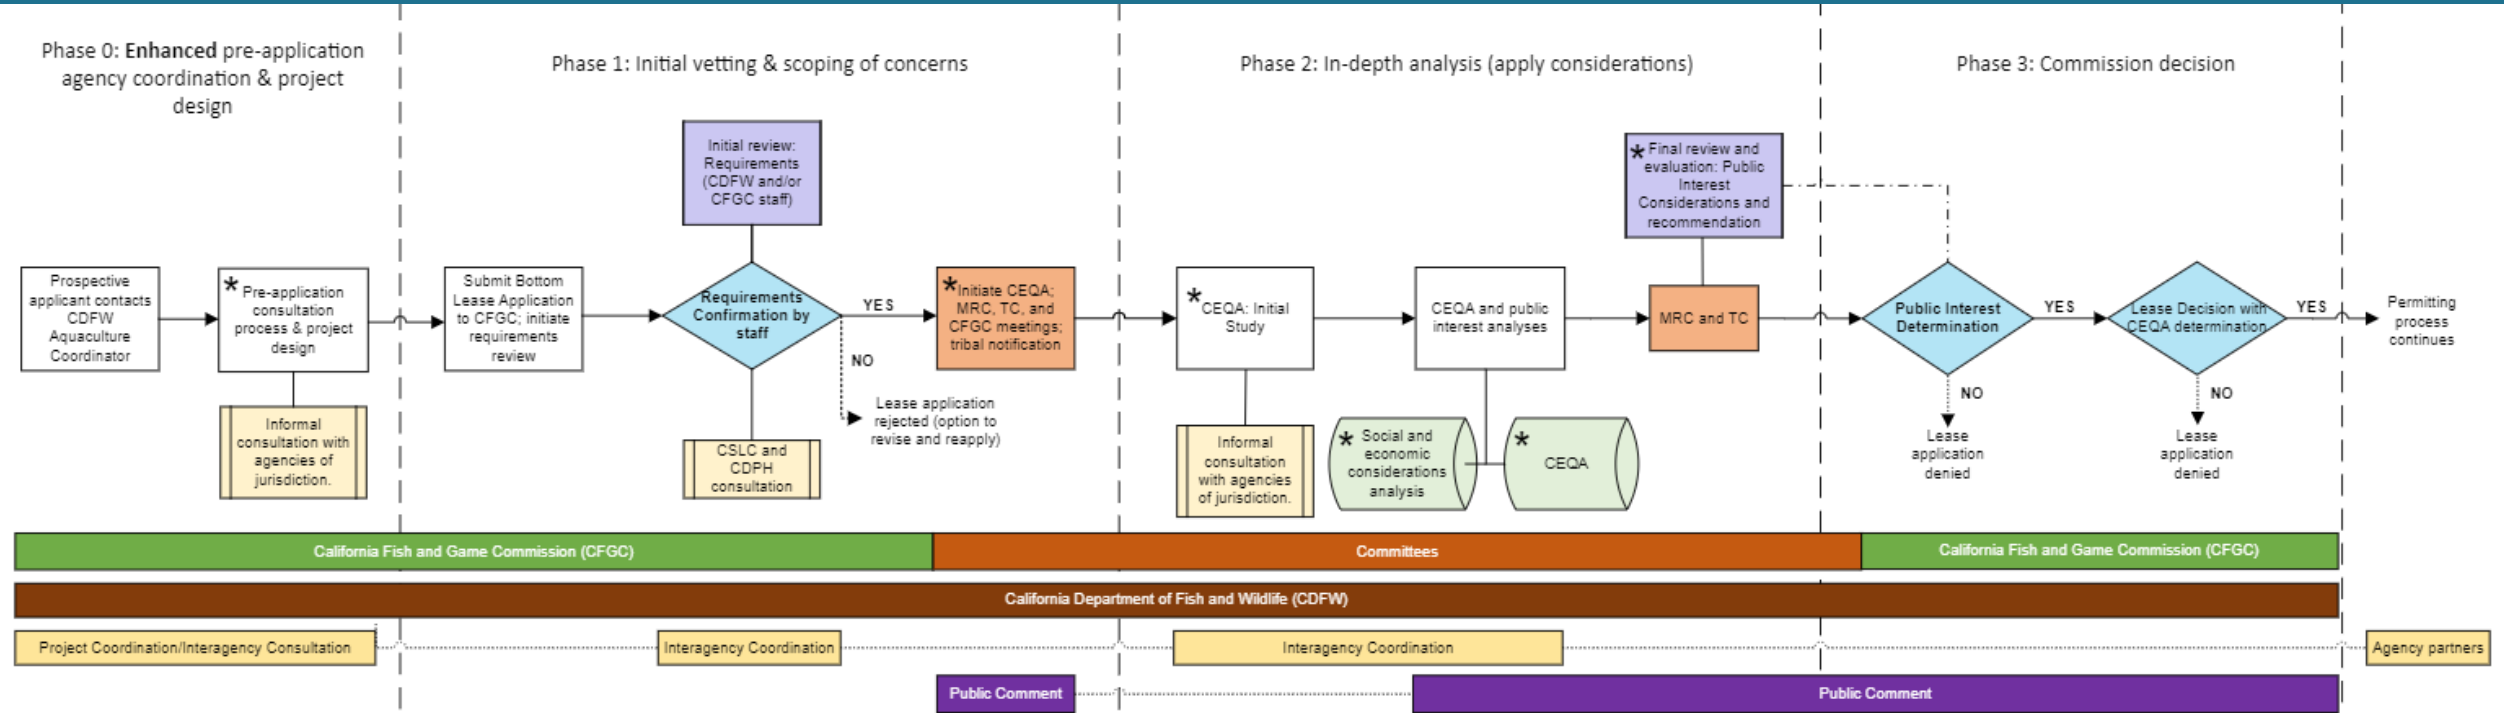 Phase 0: Enhanced pre-application
agency coordination & project
design
Phase 1: Initial vetting & scoping of concerns
Phase 2: In-depth analysis (apply considerations)
Phase 3: Commission decision
Prospective
applicant contacts
CDFW
Aquaculture
Coordinator
* Pre-application
consultation
process & project
design
Informal
consultation with
agencies of
jurisdiction.
Submit Bottom
Lease Application
to CFGC; initiate
requirements
review
Initial review:
Requirements
(CDFW and/or
CFGC staff)
Requirements
Confirmation by
staff
CSLC and
CDPH
consultation
YES
NO
Lease application
rejected (option to
revise and reapply)
* Initiate CEQA;
MRC, TC, and
CFGC meetings;
tribal notification
* CEQA: Initial
Study
Informal
consultation
with agencies
of jurisdiction.
CEQA and public
interest analyses
* Social and
economic
considerations
analysis
* CEQA
* Final review and
evaluation: Public
Interest
Considerations and
recommendation
MRC and TC
Public Interest
Determination
YES
NO
Lease
application
denied
Lease Decision with
CEQA determination
YES
NO
Lease
application
denied
Permitting
process
continues
California Fish and Game Commission (CFGC)
Committees
California Fish and Game Commission (CFGC)
California Department of Fish and Wildlife (CDFW)
Project Coordination/Interagency Consultation
Interagency Coordination
Interagency Coordination
Agency partners
Public Comment
Public Comment